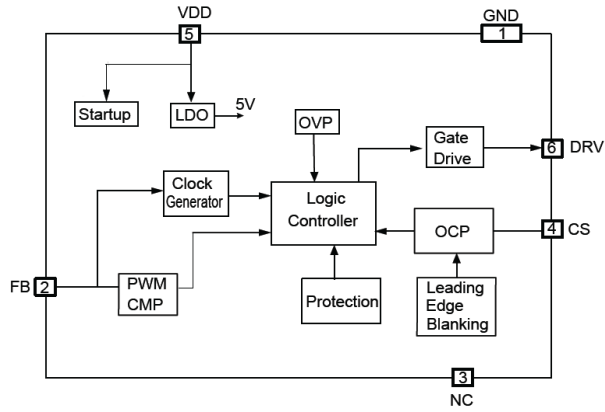 VDD
GND
5
1
Startup
LDO
5V
OVP
Gate
Drive
6
DRV
Clock
Generator
Logic
Controller
OCP
4
CS
FB
2
PWM
CMP
Protection
Leading
Edge
Blanking
3
NC